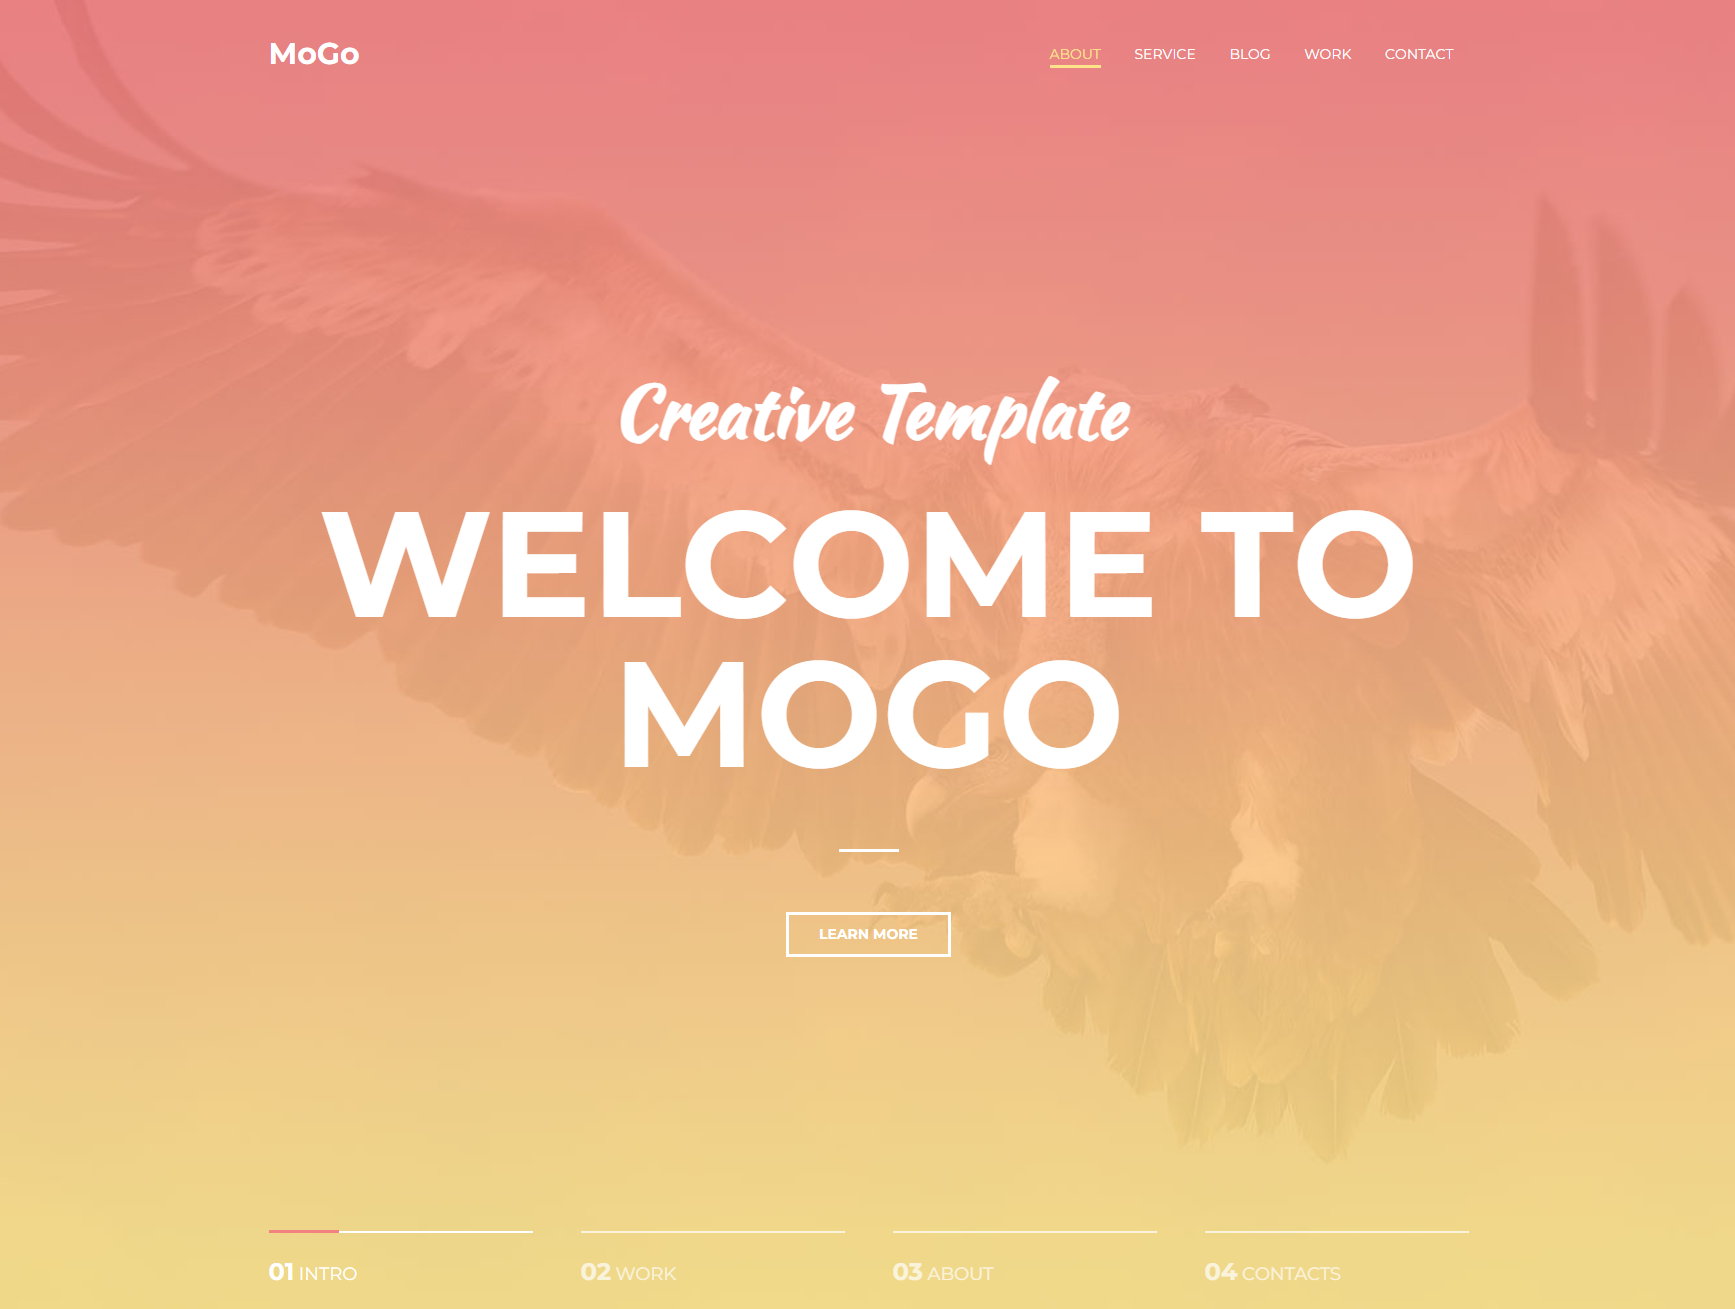 MoGo
ABOUT SERVICE BLOG WORK CONTACT
Creative Template
WELCOME TO
MOGO
LEARN MORE
01 INTRO
02 WORK
03 ABOUT
04 CONTACTS